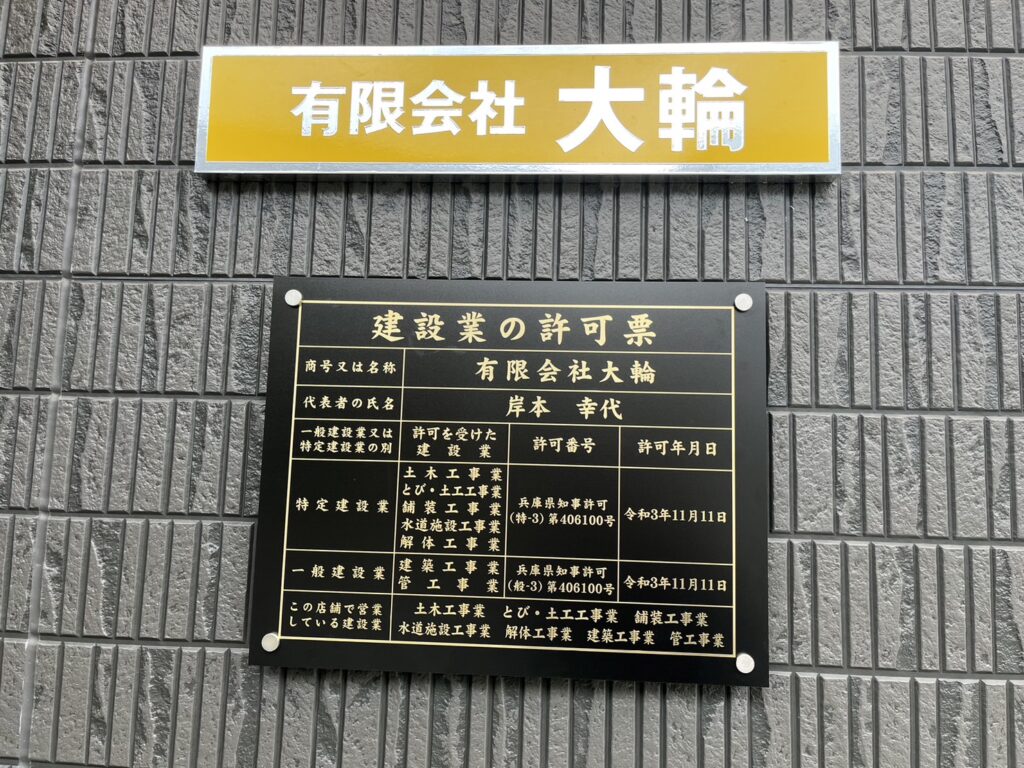 有限会社 大輪
建設業の許可票
商号又は名称 有限会社大輪
代表者の氏名 岸本 幸代
一般建設業又は
特定建設業の別
許可を受けた
建設業
許可番号
許可年月日
特定建設業
土木工事業
とび・土工工事業
舗装工事業
水道施設工事業
解体工事業
兵庫県知事許可
(特-3)第406100号
令和3年11月11日
一般建設業
建築工事業
管工事業
兵庫県知事許可
(般-3)第406100号
令和3年11月11日
この店舗で営業
している建設業
土木工事業 とび・土工工事業 舗装工事業
水道施設工事業 解体工事業 建築工事業 管工事業